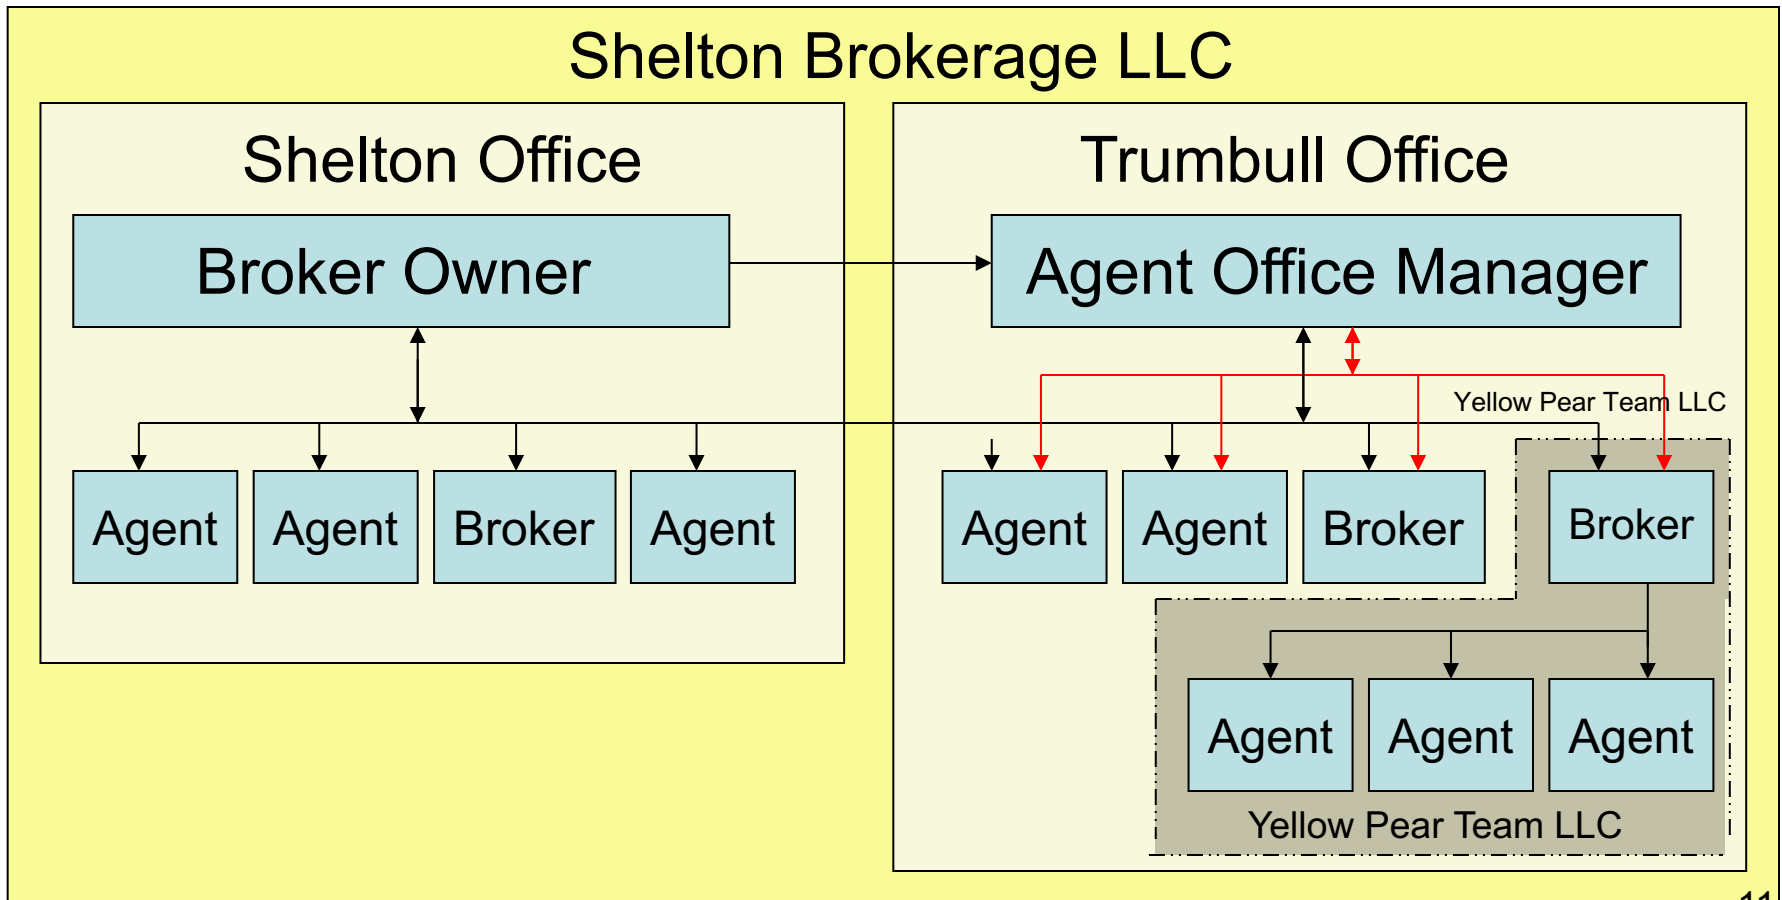 Shelton Brokerage LLC
Shelton Office
Broker Owner
Agent
Agent
Broker
Agent
Trumbull Office
Agent Office Manager
Yellow Pear Team LLC
Agent
Agent
Broker
Broker
Agent
Agent
Agent
Yellow Pear Team LLC
11